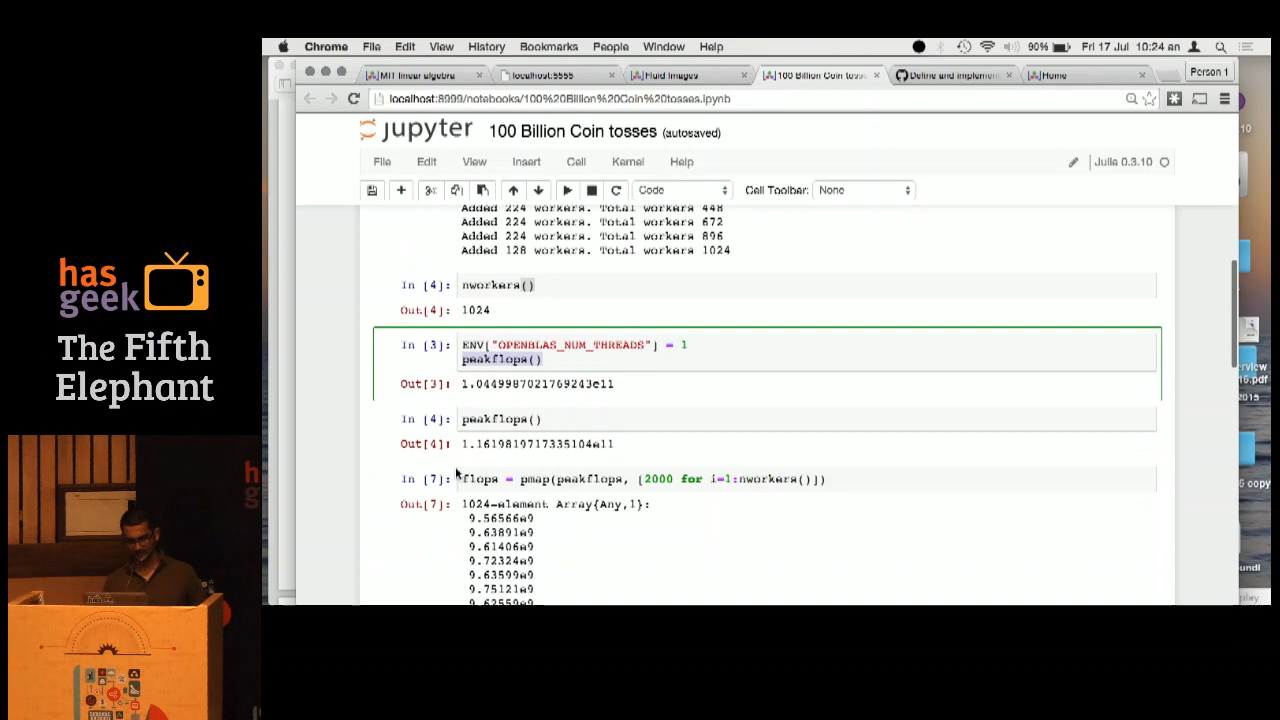 Chrome File Edit View History Bookmarks People Window Help 90% Fri 17 Jul 10:24 am
MIT linear algebra localhost:5555 Fluid Images 100 Billion Coin tosses Define and implement Home Person 1
localhost:8999/notebooks/100%20Billion%20Coin%20tosses.ipynb
jupyter 100 Billion Coin tosses (autosaved)
File Edit View Insert Cell Kernel Help Julia 0.3.10
Code Cell Toolbar: None
Added 224 workers. Total workers 448
Added 224 workers. Total workers 672
Added 224 workers. Total workers 896
Added 128 workers. Total workers 1024
In [4]: nworkers()
Out[4]: 1024
In [3]: ENV["OPENBLAS_NUM_THREADS"] = 1
peakflops()
Out[3]: 1.0449987021769243e11
In [4]: peakflops()
Out[4]: 1.1619819717335104e11
In [7]: flops = pmap(peakflops, [2000 for i=1:nworkers()])
Out[7]: 1024-element Array{Any,1}:
9.56566e9
9.63891e9
9.61406e9
9.72324e9
9.63599e9
9.75121e9
9.62559e9
has
geek
The Fifth
Elephant